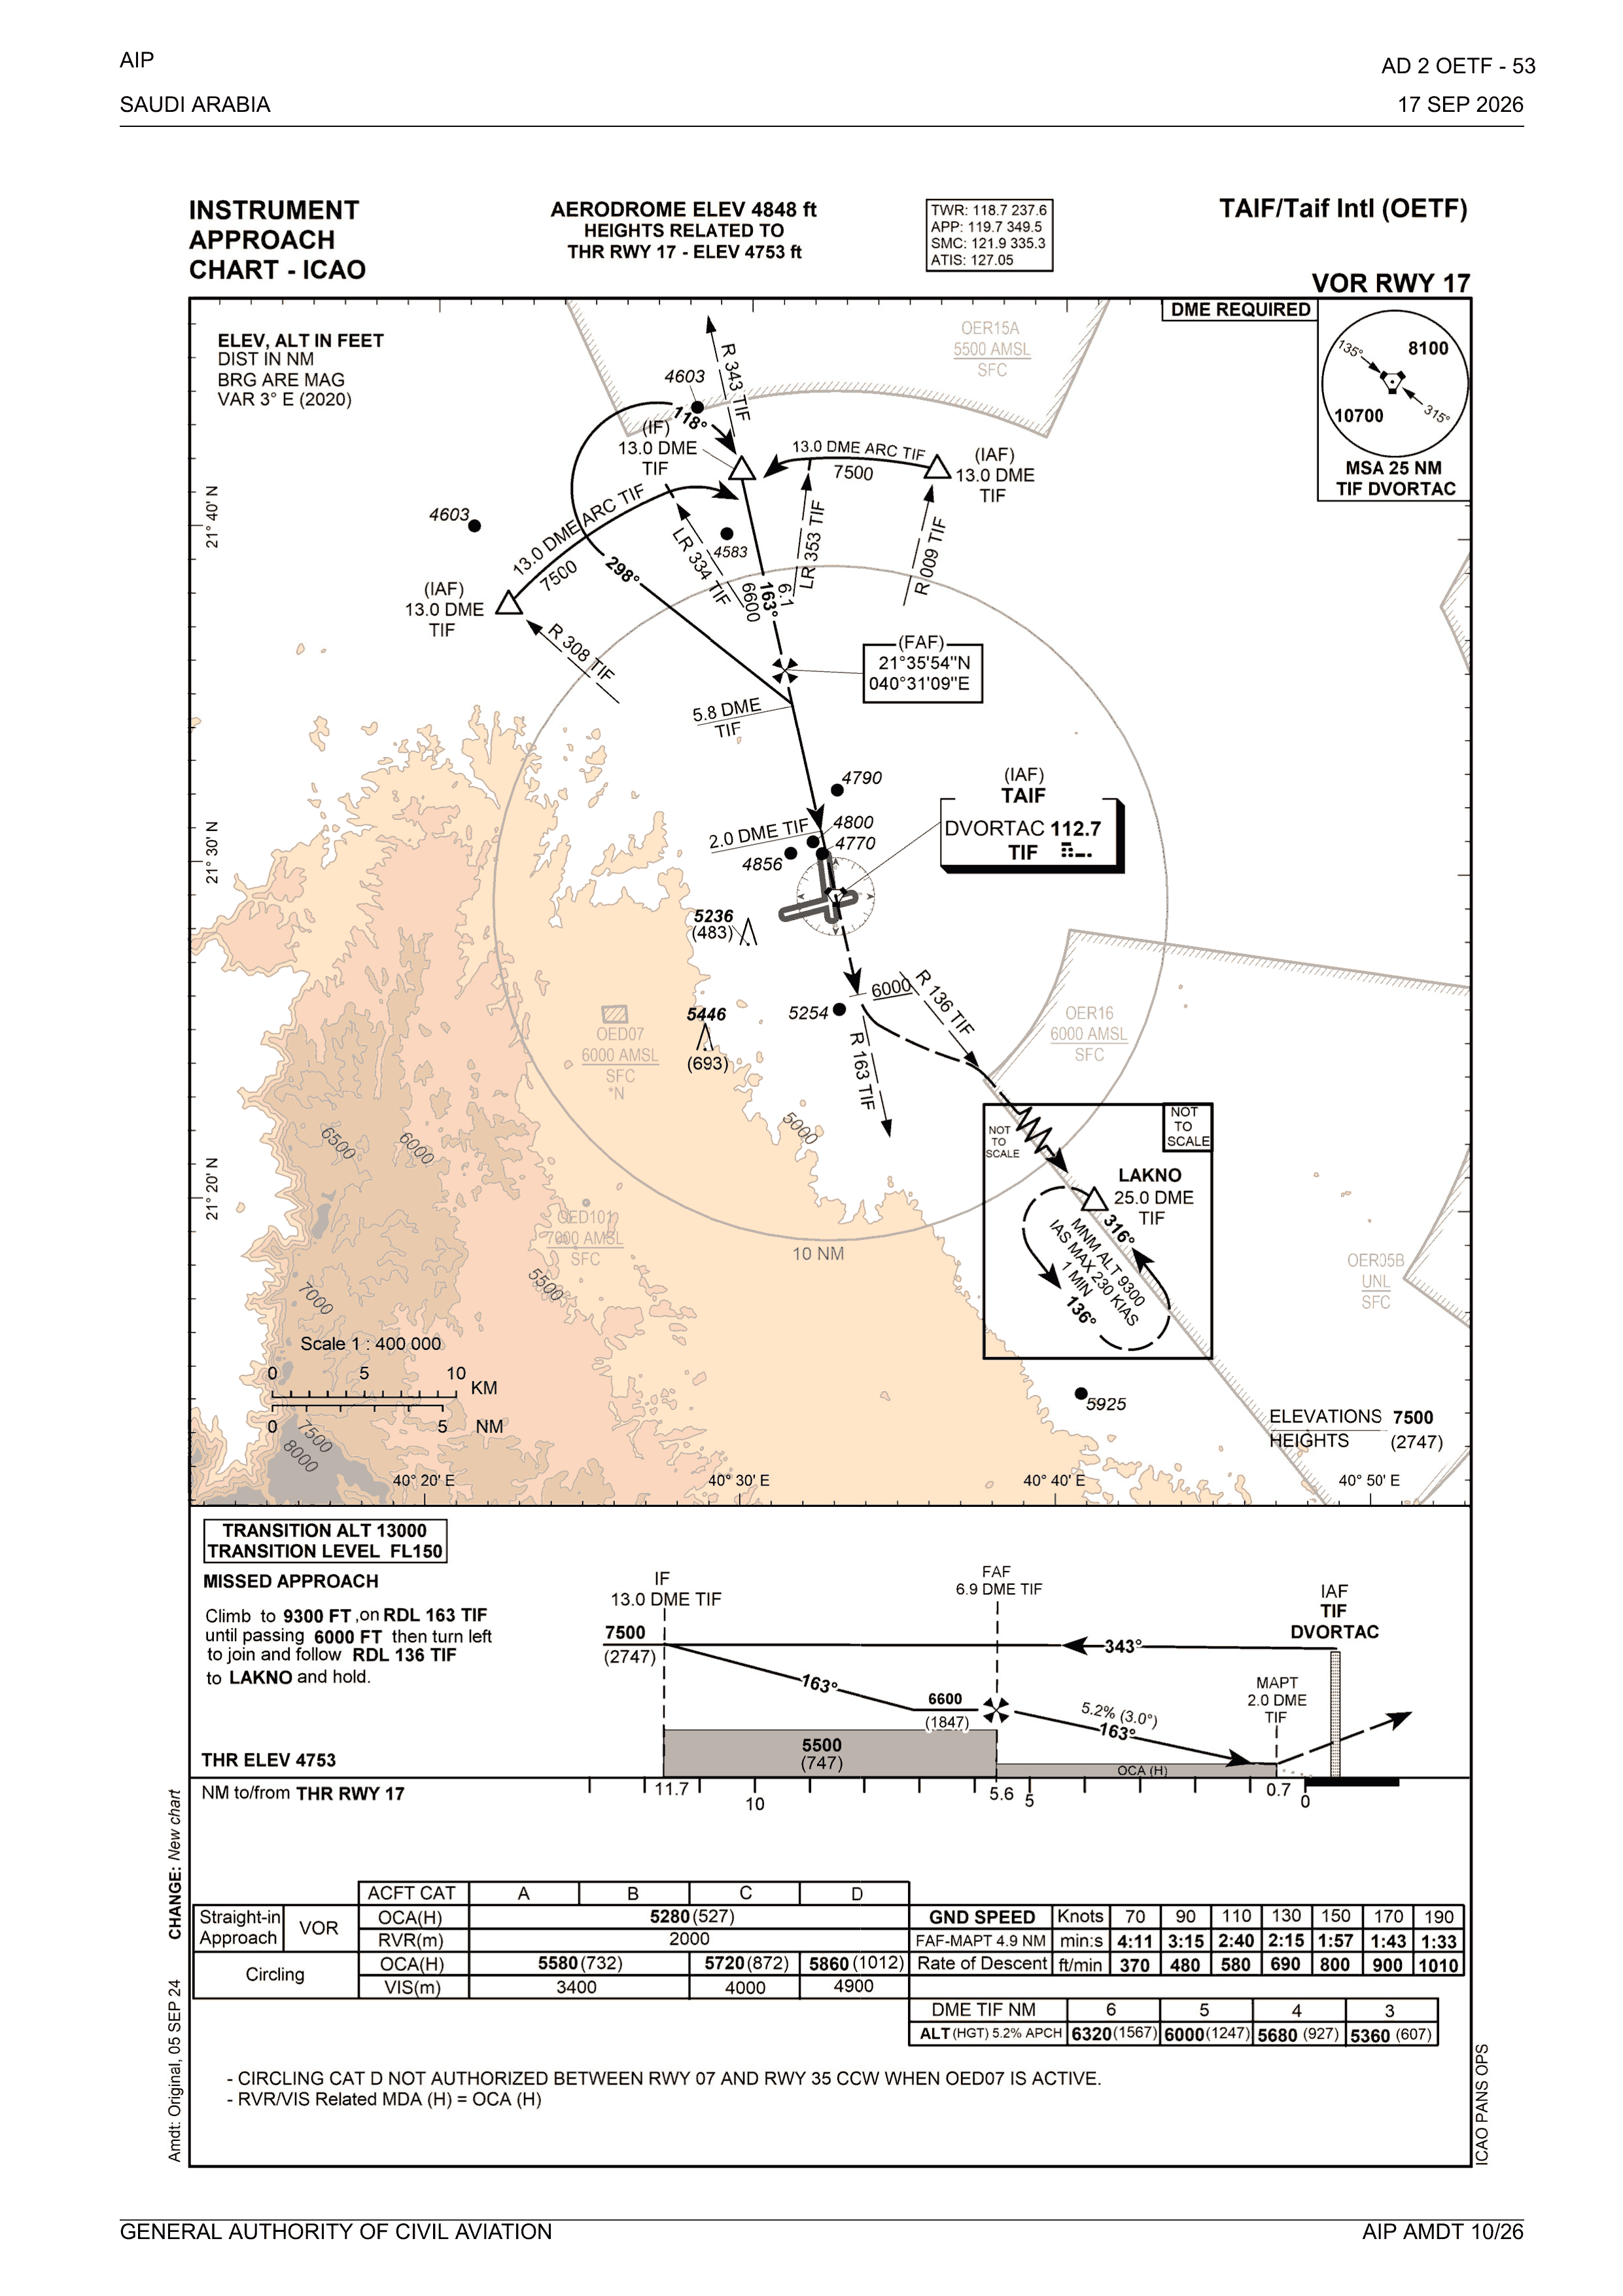 AIP
AD 2 OETF - 53
SAUDI ARABIA
17 SEP 2026
INSTRUMENT
APPROACH
CHART - ICAO
AERODROME ELEV 4848 ft
HEIGHTS RELATED TO
THR RWY 17 - ELEV 4753 ft
TWR: 118.7 237.6
APP: 119.7 349.5
SMC: 121.9 335.3
ATIS: 127.05
TAIF/Taif Intl (OETF)
VOR RWY 17
DME REQUIRED
ELEV, ALT IN FEET
DIST IN NM
BRG ARE MAG
VAR 3° E (2020)
OER15A
5500 AMSL
SFC
135°
8100
10700
315°
MSA 25 NM
TIF DVORTAC
4603
R 343 TIF
118°
(IF)
13.0 DME
TIF
13.0 DME ARC TIF
7500
(IAF)
13.0 DME
TIF
21° 40' N
4603
13.0 DME ARC TIF
7500
4583
LR 334 TIF
LR 353 TIF
R 009 TIF
298°
6600
163°
6.1
(IAF)
13.0 DME
TIF
R 308 TIF
(FAF)
21°35'54"N
040°31'09"E
5.8 DME
TIF
4790
(IAF)
TAIF
DVORTAC 112.7
TIF
2.0 DME TIF
4800
4770
4856
21° 30' N
5236
(483)
6000
R 136 TIF
5254
5446
(693)
OED07
6000 AMSL
SFC
*N
R 163 TIF
OER16
6000 AMSL
SFC
5000
6500
6000
NOT
TO
SCALE
NOT
TO
SCALE
LAKNO
25.0 DME
TIF
316°
MNM ALT 9300
IAS MAX 230 KIAS
1 MIN
136°
21° 20' N
OED101
7000 AMSL
SFC
10 NM
OER05B
UNL
SFC
5500
7000
Scale 1 : 400 000
0 5 10
KM
0 5 NM
7500
8000
5925
ELEVATIONS 7500
HEIGHTS (2747)
40° 20' E
40° 30' E
40° 40' E
40° 50' E
TRANSITION ALT 13000
TRANSITION LEVEL FL150
MISSED APPROACH
Climb to 9300 FT ,on RDL 163 TIF
until passing 6000 FT then turn left
to join and follow RDL 136 TIF
to LAKNO and hold.
IF
13.0 DME TIF
FAF
6.9 DME TIF
IAF
TIF
DVORTAC
7500
(2747)
343°
163°
6600
(1847)
5.2% (3.0°)
163°
MAPT
2.0 DME
TIF
5500
(747)
OCA (H)
THR ELEV 4753
NM to/from THR RWY 17
11.7
10
5.6
5
0.7
0
ACFT CAT A B C D
Straight-in
Approach
VOR
OCA(H) 5280 (527)
RVR(m) 2000
Circling
OCA(H) 5580 (732) 5720 (872) 5860 (1012)
VIS(m) 3400 4000 4900
GND SPEED Knots 70 90 110 130 150 170 190
FAF-MAPT 4.9 NM min:s 4:11 3:15 2:40 2:15 1:57 1:43 1:33
Rate of Descent ft/min 370 480 580 690 800 900 1010
DME TIF NM 6 5 4 3
ALT (HGT) 5.2% APCH 6320 (1567) 6000 (1247) 5680 (927) 5360 (607)
- CIRCLING CAT D NOT AUTHORIZED BETWEEN RWY 07 AND RWY 35 CCW WHEN OED07 IS ACTIVE.
- RVR/VIS Related MDA (H) = OCA (H)
CHANGE: New chart
Amdt: Original, 05 SEP 24
ICAO PANS OPS
GENERAL AUTHORITY OF CIVIL AVIATION
AIP AMDT 10/26